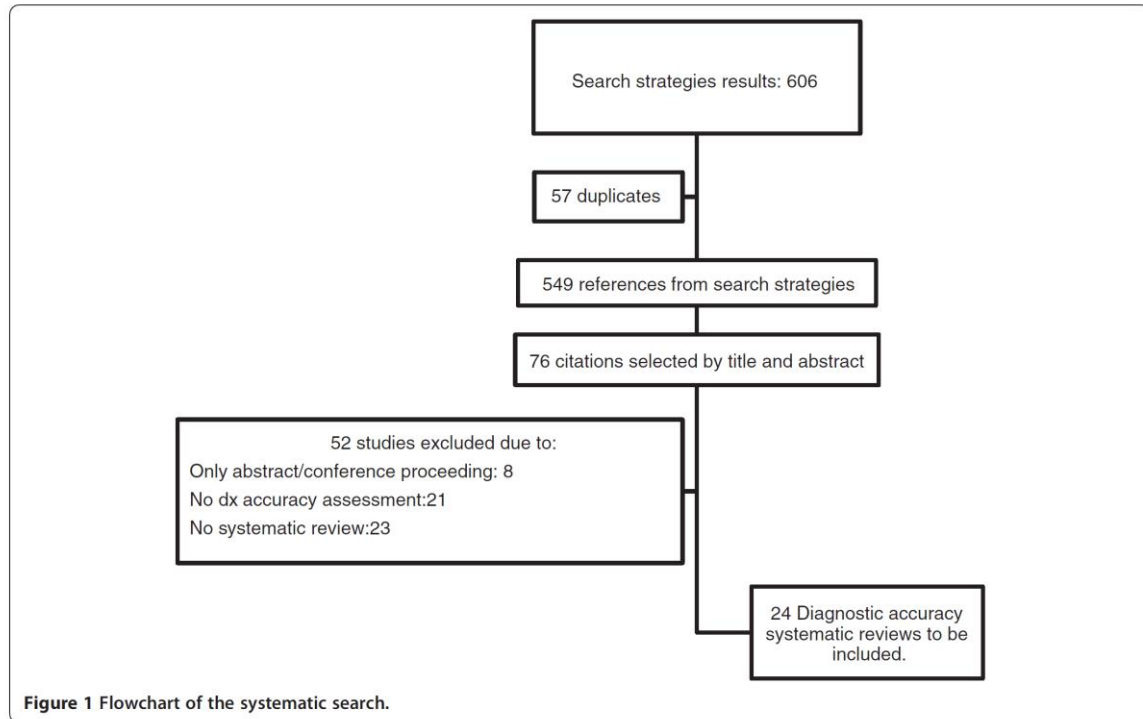 Search strategies results: 606
57 duplicates
549 references from search strategies
76 citations selected by title and abstract
52 studies excluded due to:
Only abstract/conference proceeding: 8
No dx accuracy assessment:21
No systematic review:23
24 Diagnostic accuracy
systematic reviews to be
included.
Figure 1 Flowchart of the systematic search.